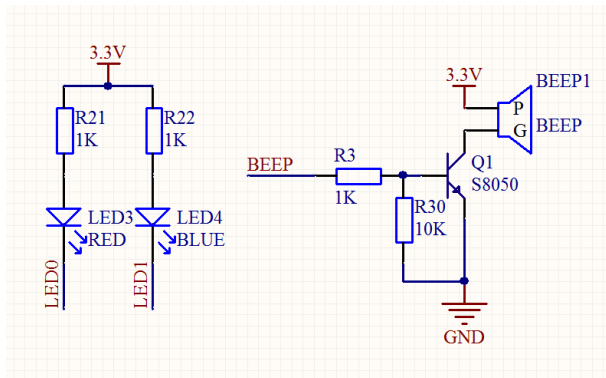 3.3V
R21
1K
R22
1K
LED3
RED
LED4
BLUE
LED0
LED1
3.3V
BEEP1
P
G
BEEP
BEEP
R3
1K
Q1
S8050
R30
10K
GND